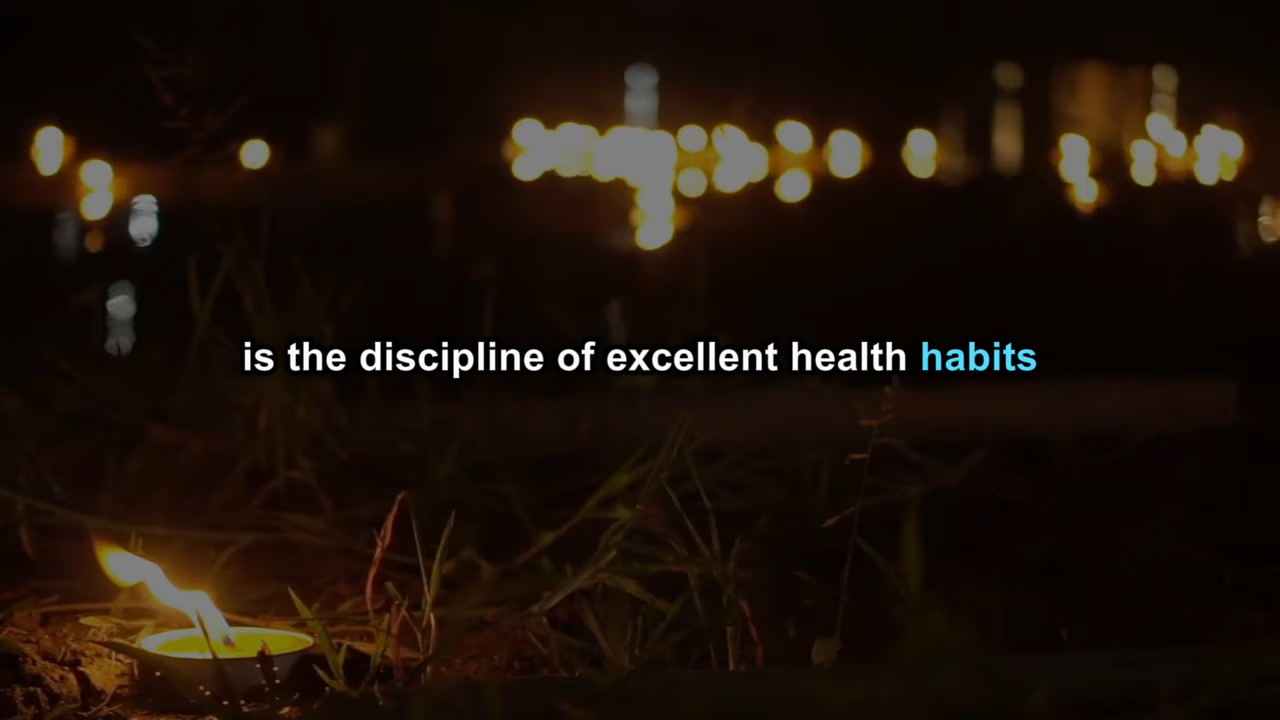 is the discipline of excellent health habits